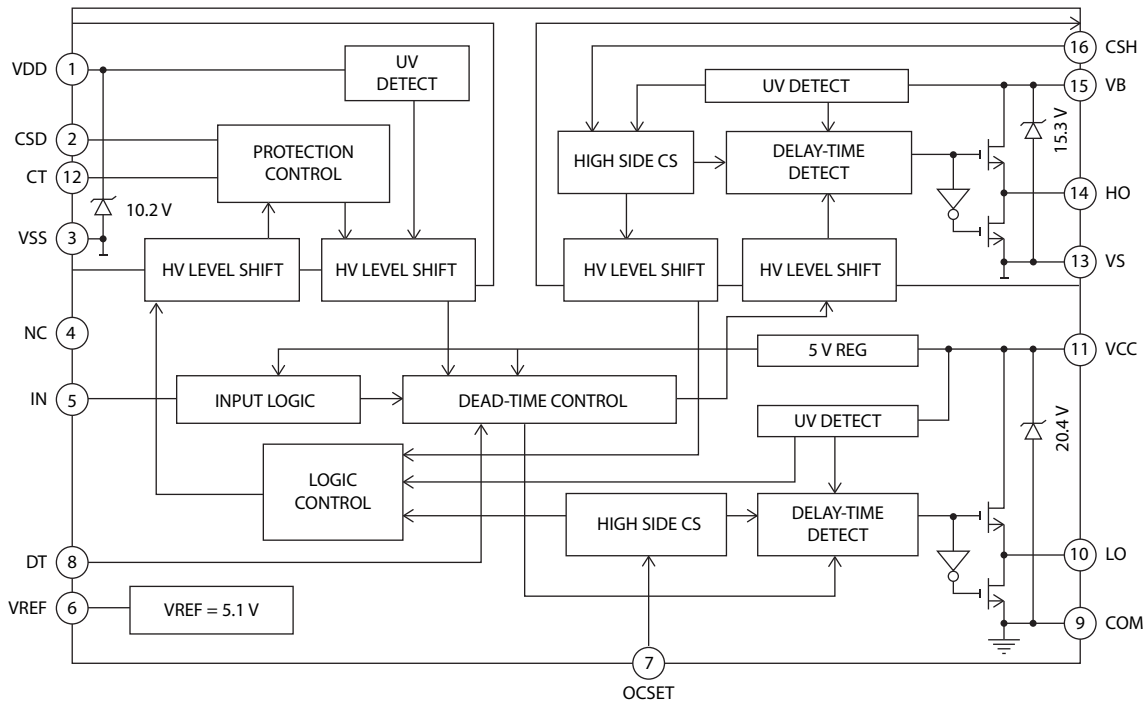 16 CSH
VDD 1
UV
DETECT
UV DETECT
15 VB
15.3 V
CSD 2
PROTECTION
CONTROL
HIGH SIDE CS
DELAY-TIME
DETECT
CT 12
10.2 V
14 HO
VSS 3
HV LEVEL SHIFT
HV LEVEL SHIFT
HV LEVEL SHIFT
HV LEVEL SHIFT
13 VS
NC 4
5 V REG
11 VCC
IN 5
INPUT LOGIC
DEAD-TIME CONTROL
UV DETECT
20.4 V
LOGIC
CONTROL
HIGH SIDE CS
DELAY-TIME
DETECT
DT 8
10 LO
VREF 6
VREF = 5.1 V
9 COM
7
OCSET